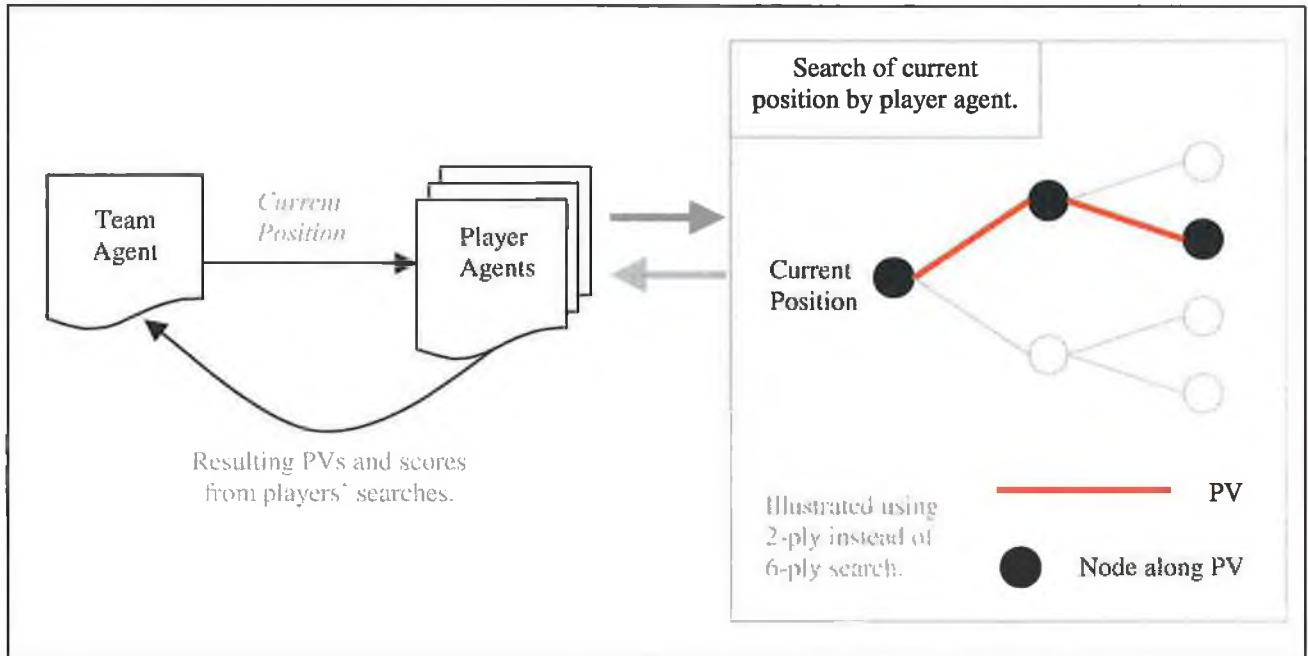 Search of current
position by player agent.
Team
Agent
Current
Position
Player
Agents
Current
Position
Resulting PVs and scores
from players' searches.
Illustrated using
2-ply instead of
6-ply search.
PV
Node along PV